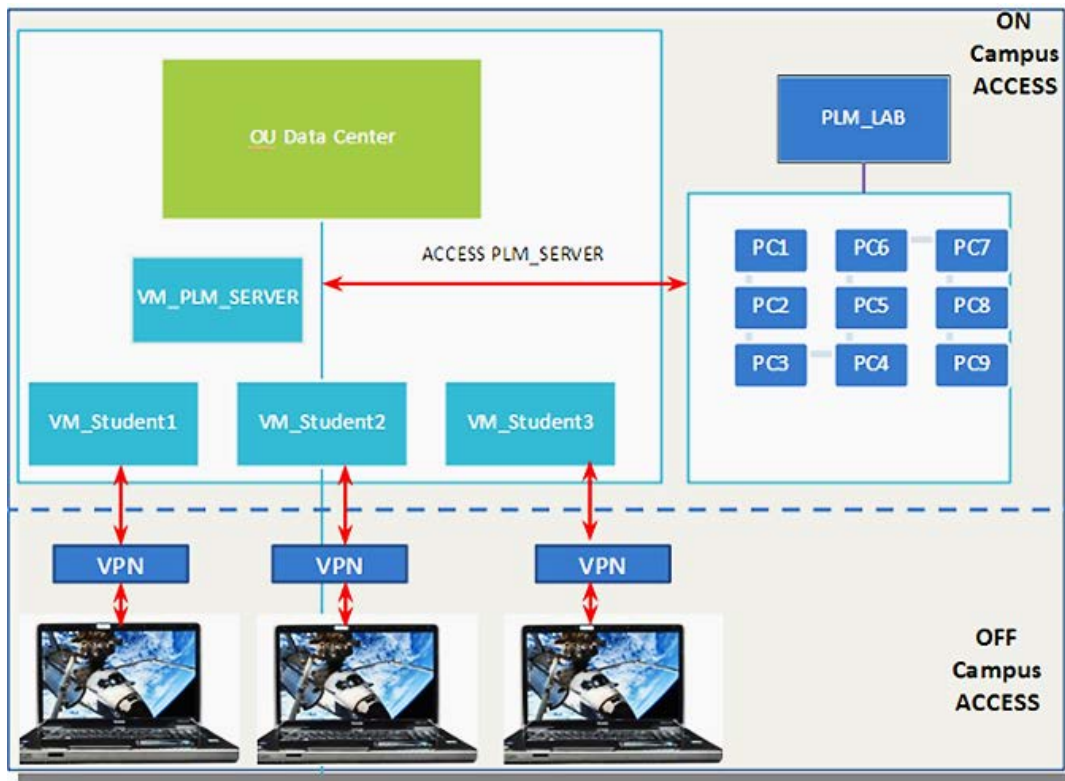 ON
Campus
ACCESS
OU Data Center
PLM_LAB
ACCESS PLM_SERVER
VM_PLM_SERVER
PC1
PC6
PC7
PC2
PC5
PC8
PC3
PC4
PC9
VM_Student1
VM_Student2
VM_Student3
VPN
VPN
VPN
OFF
Campus
ACCESS